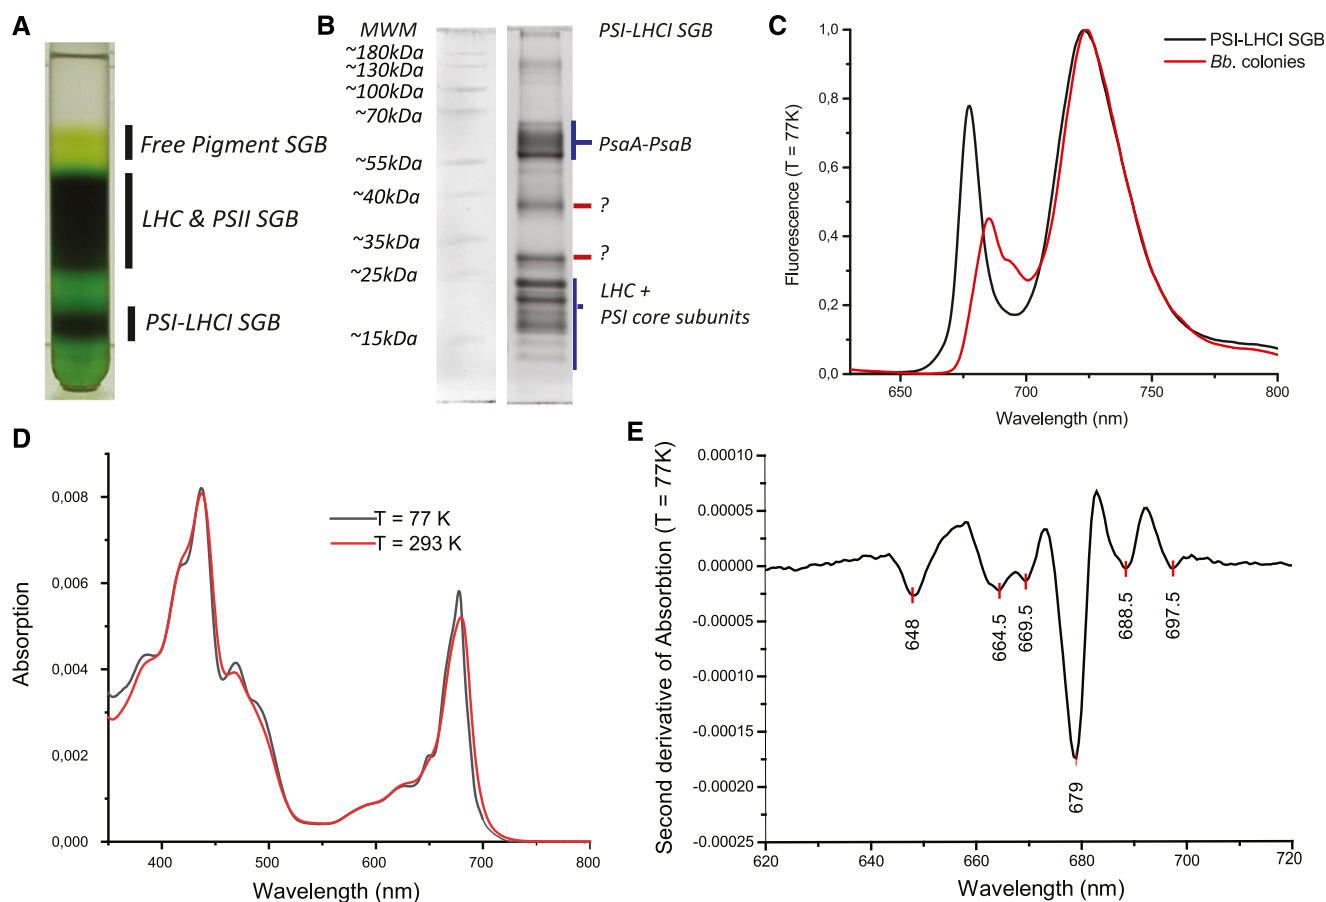 A
Free Pigment SGB
LHC & PSII SGB
PSI-LHCI SGB
B
MWM
PSI-LHCI SGB
~180kDa
~130kDa
~100kDa
~70kDa
~55kDa
~40kDa
~35kDa
~25kDa
~15kDa
PsaA-PsaB
?
?
LHC +
PSI core subunits
C
1,0
0,8
0,6
0,4
0,2
0,0
Fluorescence (T = 77K)
PSI-LHCI SGB
Bb. colonies
650
700
750
800
Wavelength (nm)
D
0,008
0,006
0,004
0,002
0,000
Absorption
T = 77 K
T = 293 K
400
500
600
700
800
Wavelength (nm)
E
0.00010
0.00005
0.00000
-0.00005
-0.00010
-0.00015
-0.00020
-0.00025
Second derivative of Absorbtion (T = 77K)
648
664.5
669.5
679
688.5
697.5
620
640
660
680
700
720
Wavelength (nm)